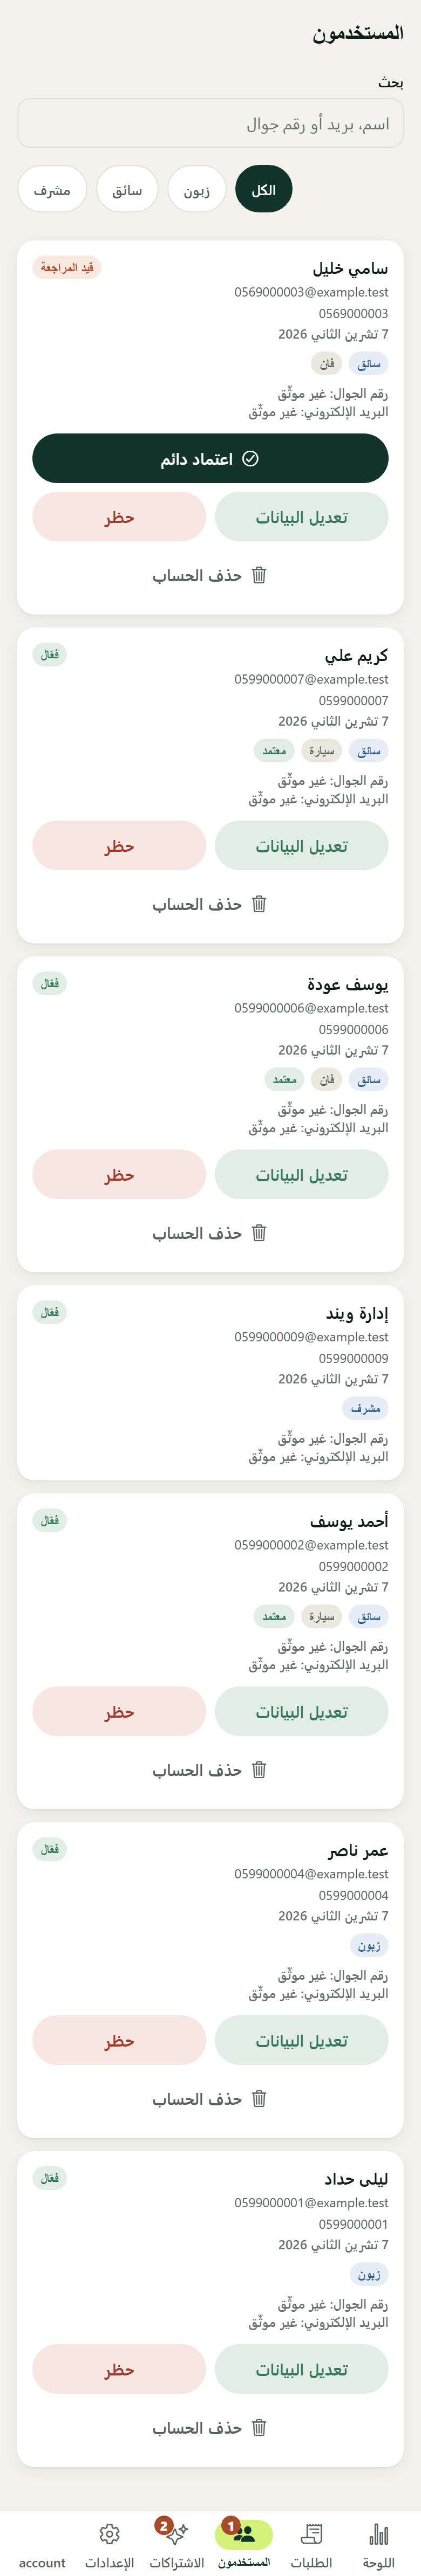 المستخدمون
بحث
اسم، بريد أو رقم جوال
الكل
زبون
سائق
مشرف
سامي خليل
قيد المراجعة
0569000003@example.test
0569000003
7 تشرين الثاني 2026
سائق
فان
رقم الجوال: غير موثّق
البريد الإلكتروني: غير موثّق
اعتماد دائم
تعديل البيانات
حظر
حذف الحساب
كريم علي
فعّال
0599000007@example.test
0599000007
7 تشرين الثاني 2026
سائق
سيارة
معتمد
رقم الجوال: غير موثّق
البريد الإلكتروني: غير موثّق
تعديل البيانات
حظر
حذف الحساب
يوسف عودة
فعّال
0599000006@example.test
0599000006
7 تشرين الثاني 2026
سائق
فان
معتمد
رقم الجوال: غير موثّق
البريد الإلكتروني: غير موثّق
تعديل البيانات
حظر
حذف الحساب
إدارة ويند
فعّال
0599000009@example.test
0599000009
7 تشرين الثاني 2026
مشرف
رقم الجوال: غير موثّق
البريد الإلكتروني: غير موثّق
أحمد يوسف
فعّال
0599000002@example.test
0599000002
7 تشرين الثاني 2026
سائق
سيارة
معتمد
رقم الجوال: غير موثّق
البريد الإلكتروني: غير موثّق
تعديل البيانات
حظر
حذف الحساب
عمر ناصر
فعّال
0599000004@example.test
0599000004
7 تشرين الثاني 2026
زبون
رقم الجوال: غير موثّق
البريد الإلكتروني: غير موثّق
تعديل البيانات
حظر
حذف الحساب
ليلى حداد
فعّال
0599000001@example.test
0599000001
7 تشرين الثاني 2026
زبون
رقم الجوال: غير موثّق
البريد الإلكتروني: غير موثّق
تعديل البيانات
حظر
حذف الحساب
اللوحة
الطلبات
1
المستخدمون
2
الاشتراكات
الإعدادات
account